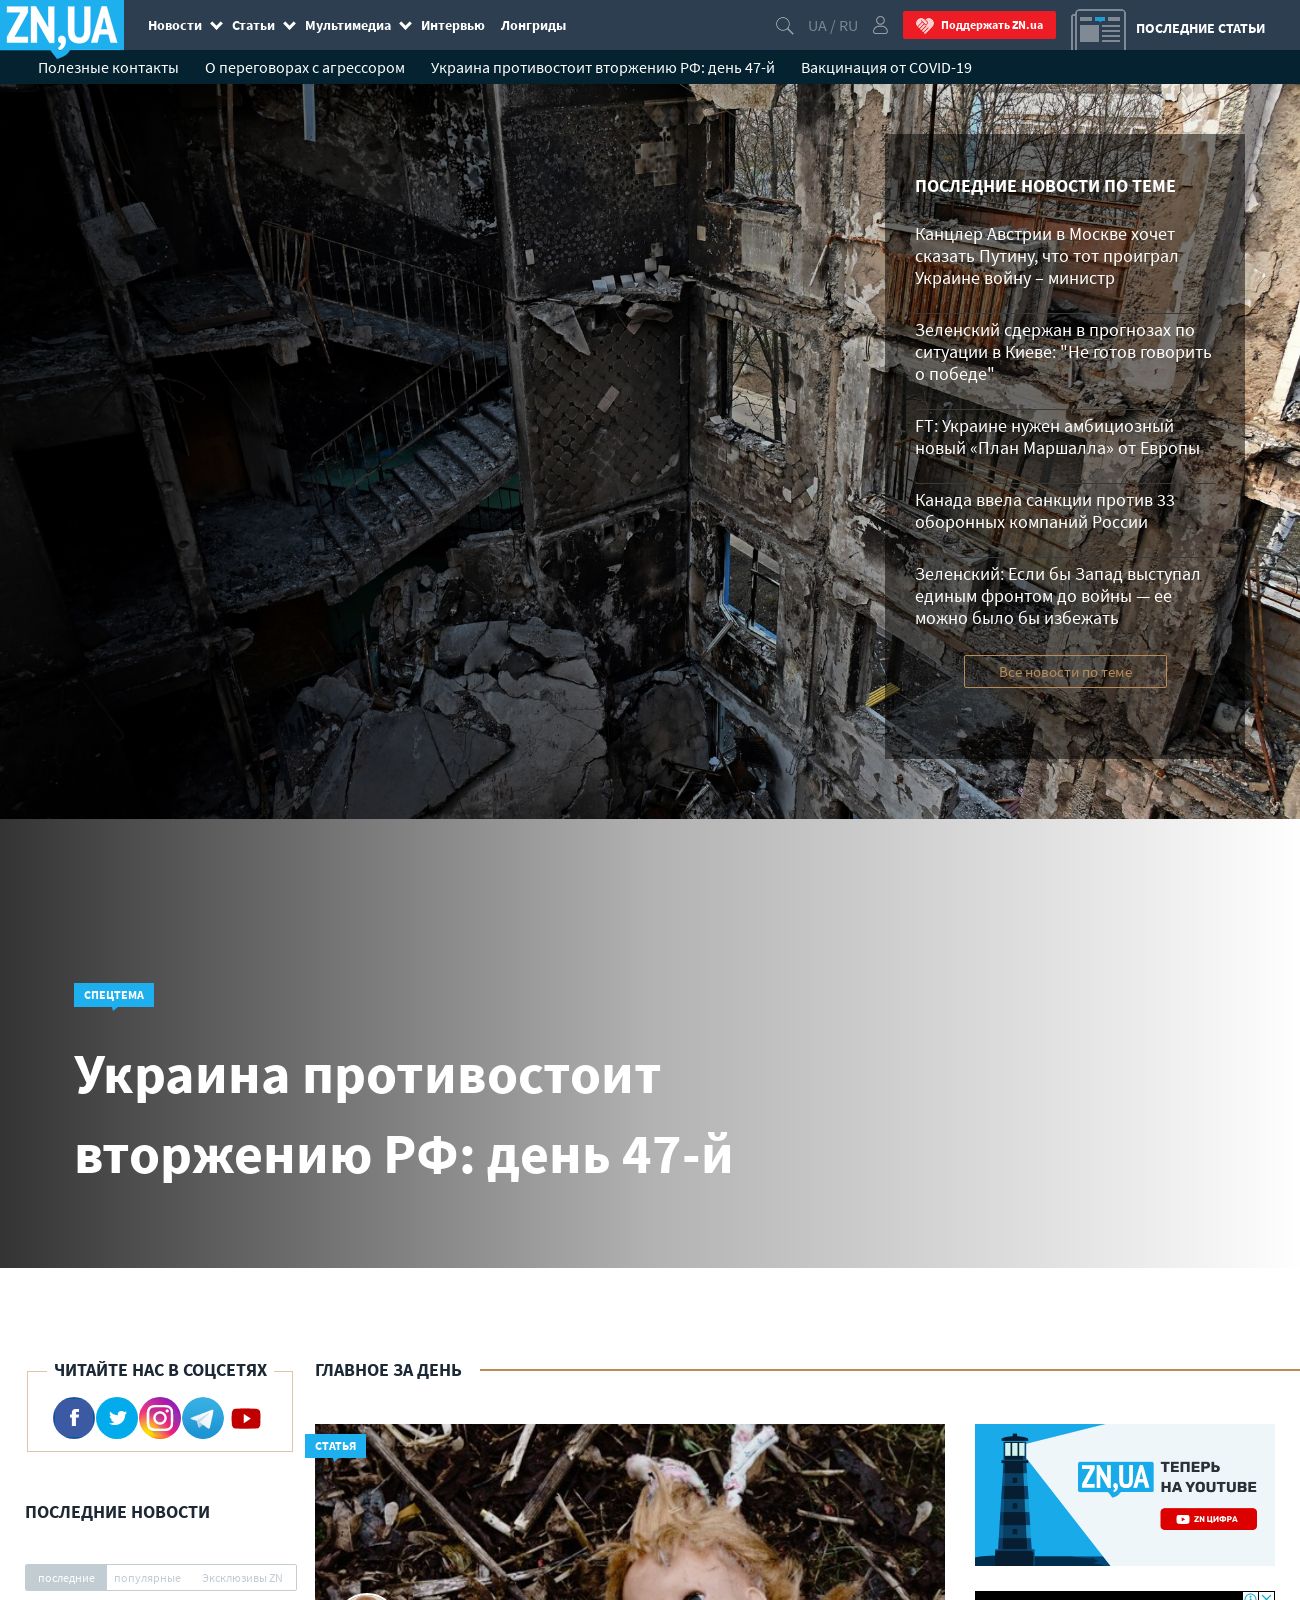 ZN,UA
Новости Статьи Мультимедиа Интервью Лонгриды
UA / RU
Поддержать ZN.ua
ПОСЛЕДНИЕ СТАТЬИ
Полезные контакты О переговорах с агрессором Украина противостоит вторжению РФ: день 47-й Вакцинация от COVID-19
ПОСЛЕДНИЕ НОВОСТИ ПО ТЕМЕ
Канцлер Австрии в Москве хочет
сказать Путину, что тот проиграл
Украине войну – министр
Зеленский сдержан в прогнозах по
ситуации в Киеве: "Не готов говорить
о победе"
FT: Украине нужен амбициозный
новый «План Маршалла» от Европы
Канада ввела санкции против 33
оборонных компаний России
Зеленский: Если бы Запад выступал
единым фронтом до войны — ее
можно было бы избежать
Все новости по теме
СПЕЦТЕМА
Украина противостоит
вторжению РФ: день 47-й
ЧИТАЙТЕ НАС В СОЦСЕТЯХ
ПОСЛЕДНИЕ НОВОСТИ
последние популярные Эксклюзивы ZN
ГЛАВНОЕ ЗА ДЕНЬ
СТАТЬЯ
ZN,UA
ТЕПЕРЬ
НА YOUTUBE
ZN ЦИФРА